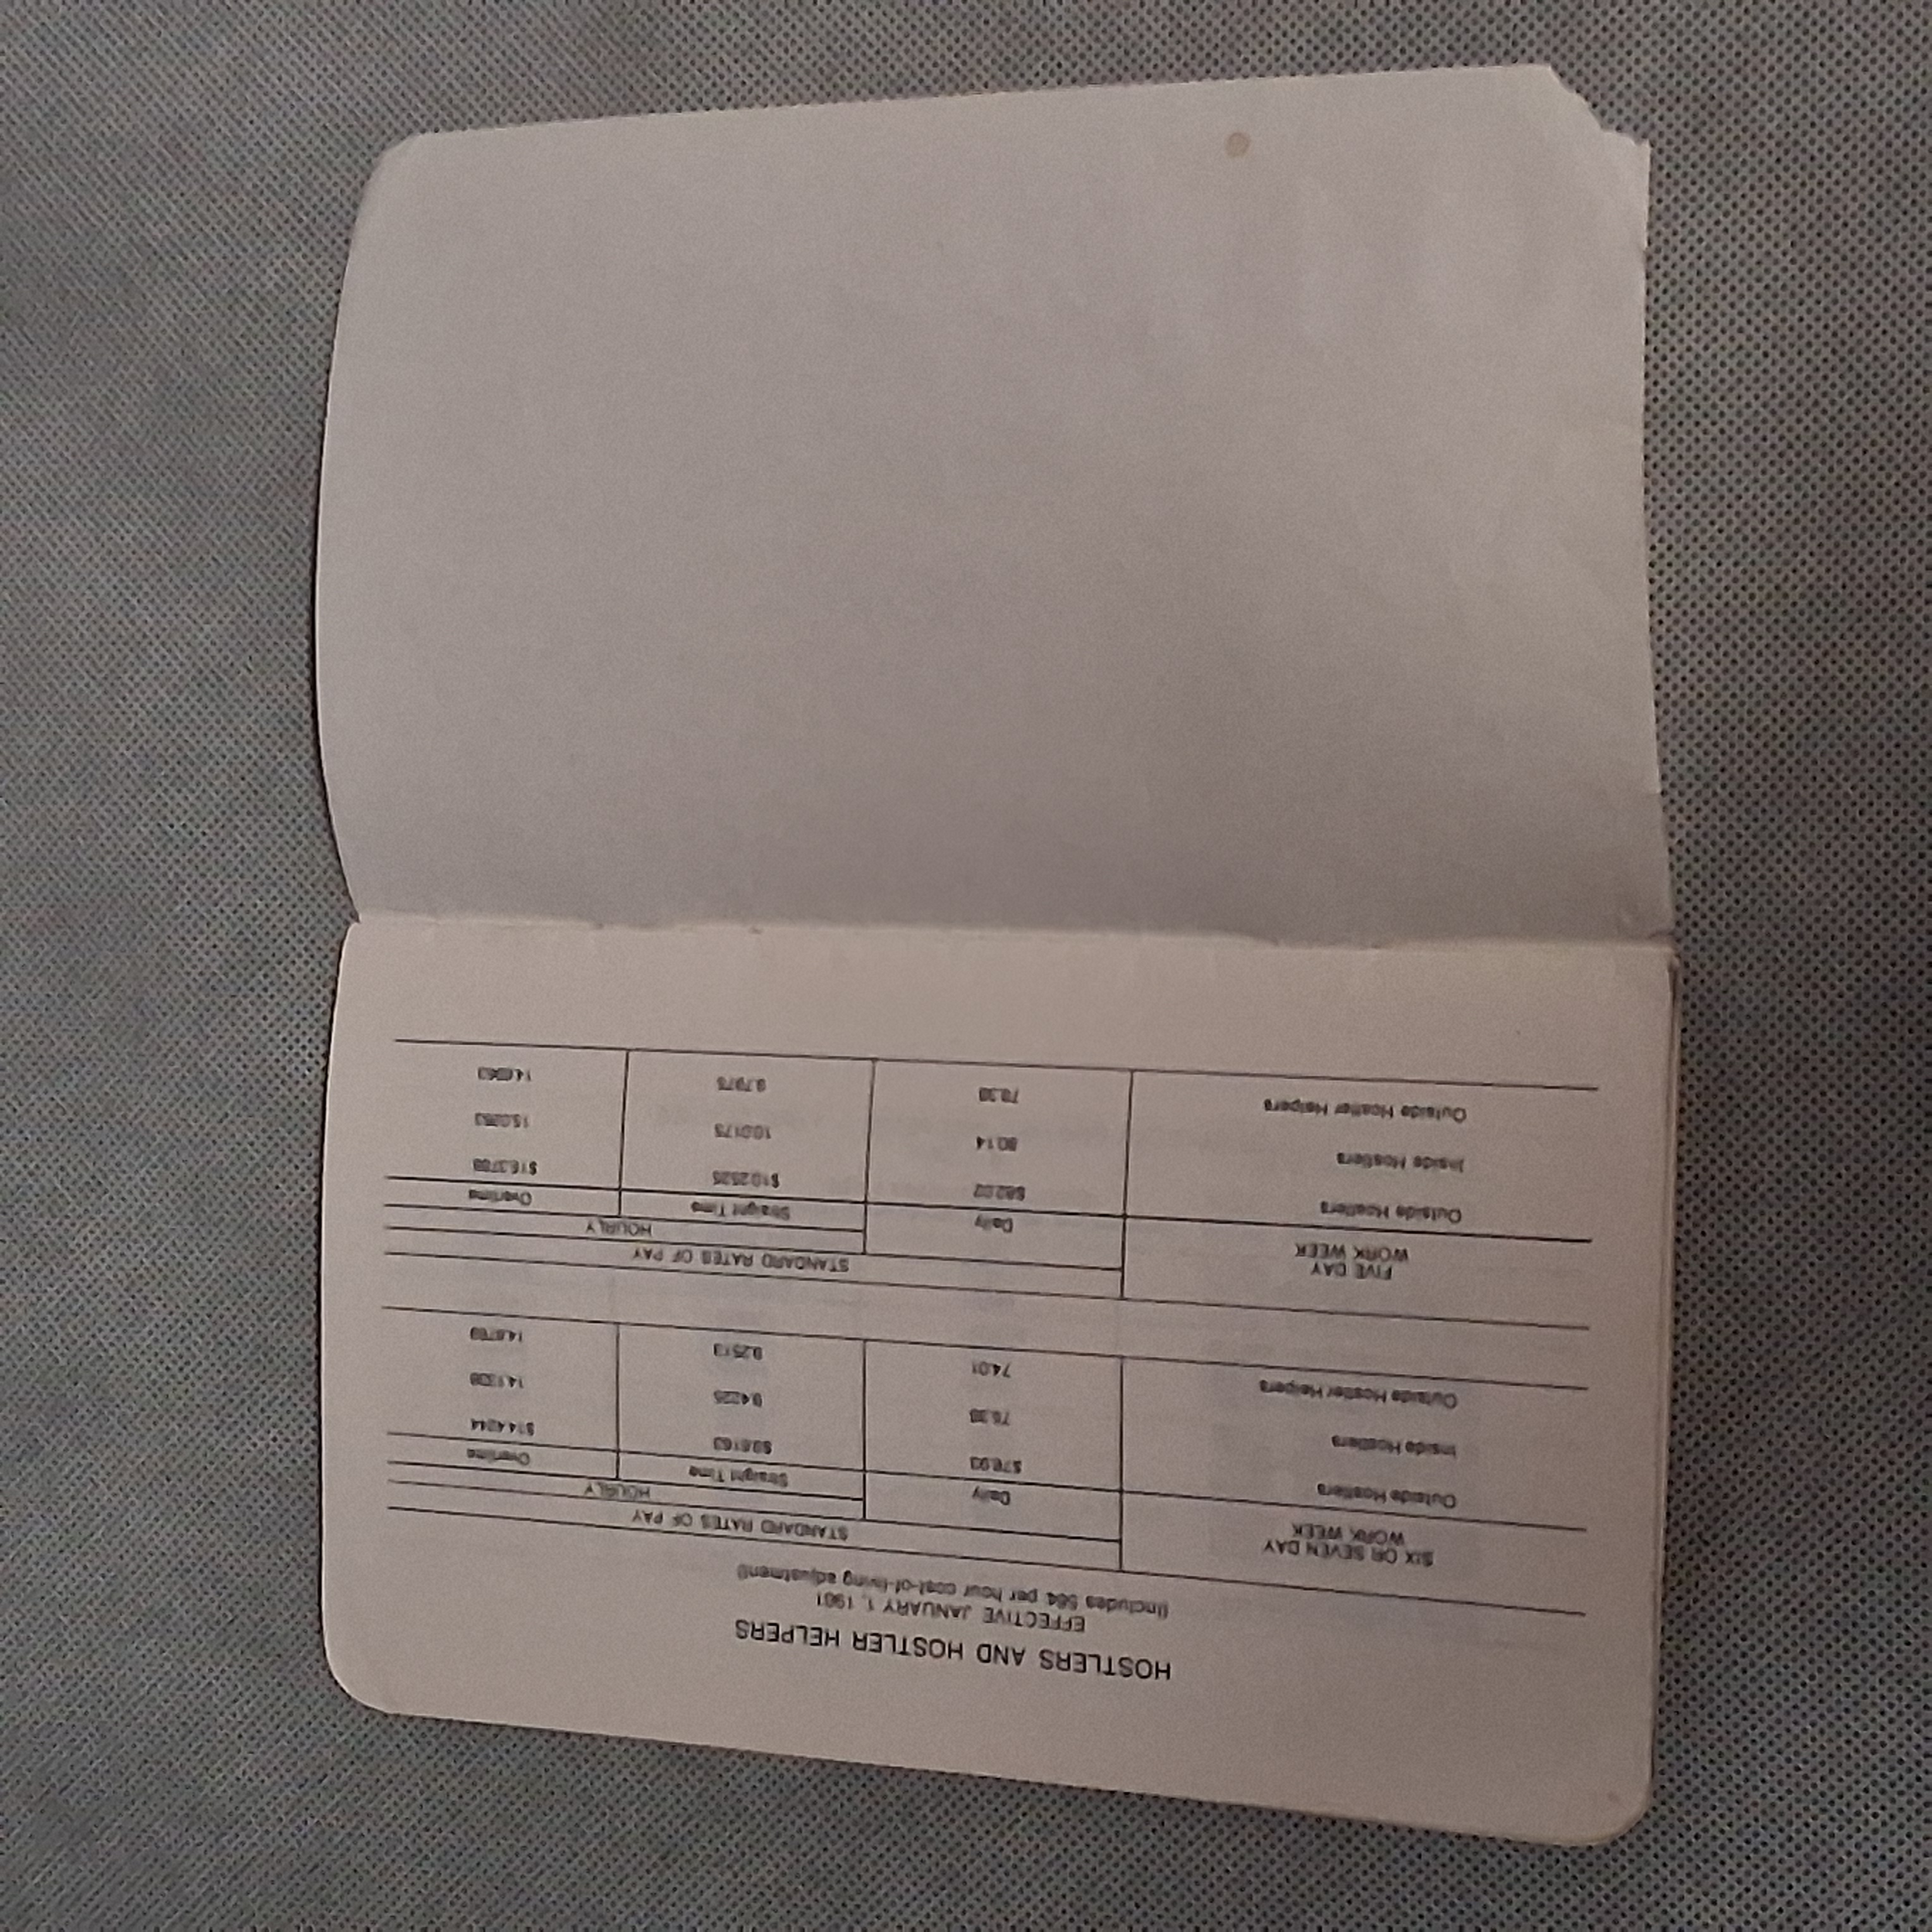 HOSTLERS AND HOSTLER HELPERS
EFFECTIVE JANUARY 1, 1981
(Includes 56¢ per hour cost-of-living adjustment)
SIX OR SEVEN DAY
WORK WEEK
STANDARD RATES OF PAY
HOURLY
Daily Straight Time Overtime
Outside Hostlers $76.93 $9.6163 $14.4244
Inside Hostlers 75.38 9.4225 14.1338
Outside Hostler Helpers 74.01 9.2513
FIVE DAY
WORK WEEK
STANDARD RATES OF PAY
HOURLY
Daily Straight Time Overtime
Outside Hostlers $82.02 $10.2525 $15.3788
Inside Hostlers 80.14 10.0175 15.0263
Outside Hostler Helpers 78.38 9.7975 14.6963